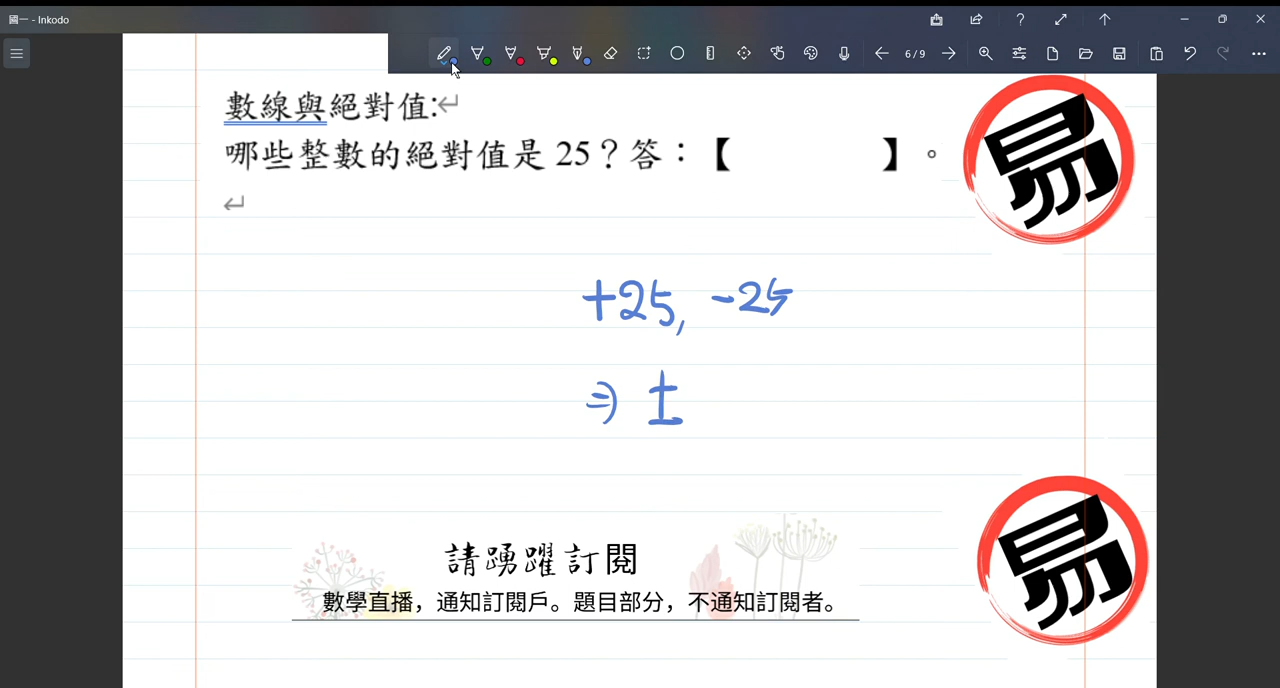 國一 - Inkodo
6/9
數線與絕對值:↵
哪些整數的絕對值是 25？答：【 】。
↵
易
+25, -25
⇒ ±
易
請踴躍訂閱
數學直播，通知訂閱戶。題目部分，不通知訂閱者。